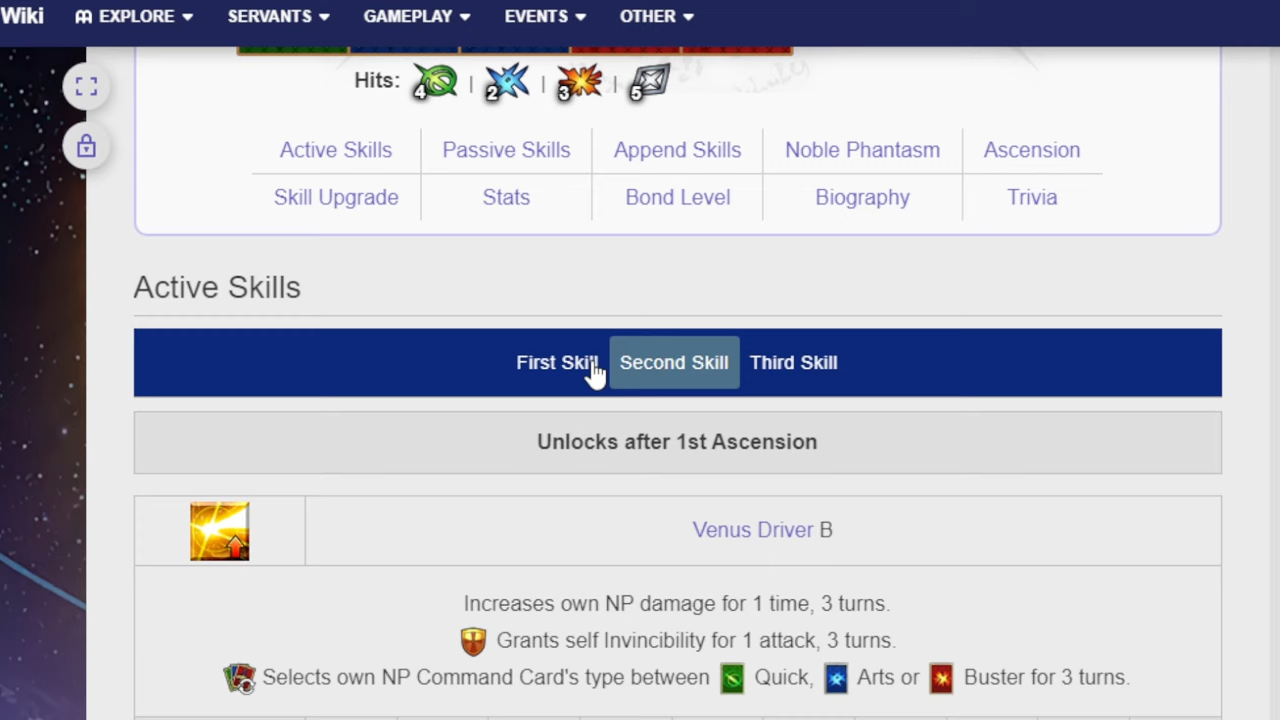 Wiki EXPLORE SERVANTS GAMEPLAY EVENTS OTHER
Hits: 4 | 2 | 3 | 5
Active Skills Passive Skills Append Skills Noble Phantasm Ascension
Skill Upgrade Stats Bond Level Biography Trivia
Active Skills
First Skill Second Skill Third Skill
Unlocks after 1st Ascension
Venus Driver B
Increases own NP damage for 1 time, 3 turns.
Grants self Invincibility for 1 attack, 3 turns.
Selects own NP Command Card's type between Quick, Arts or Buster for 3 turns.